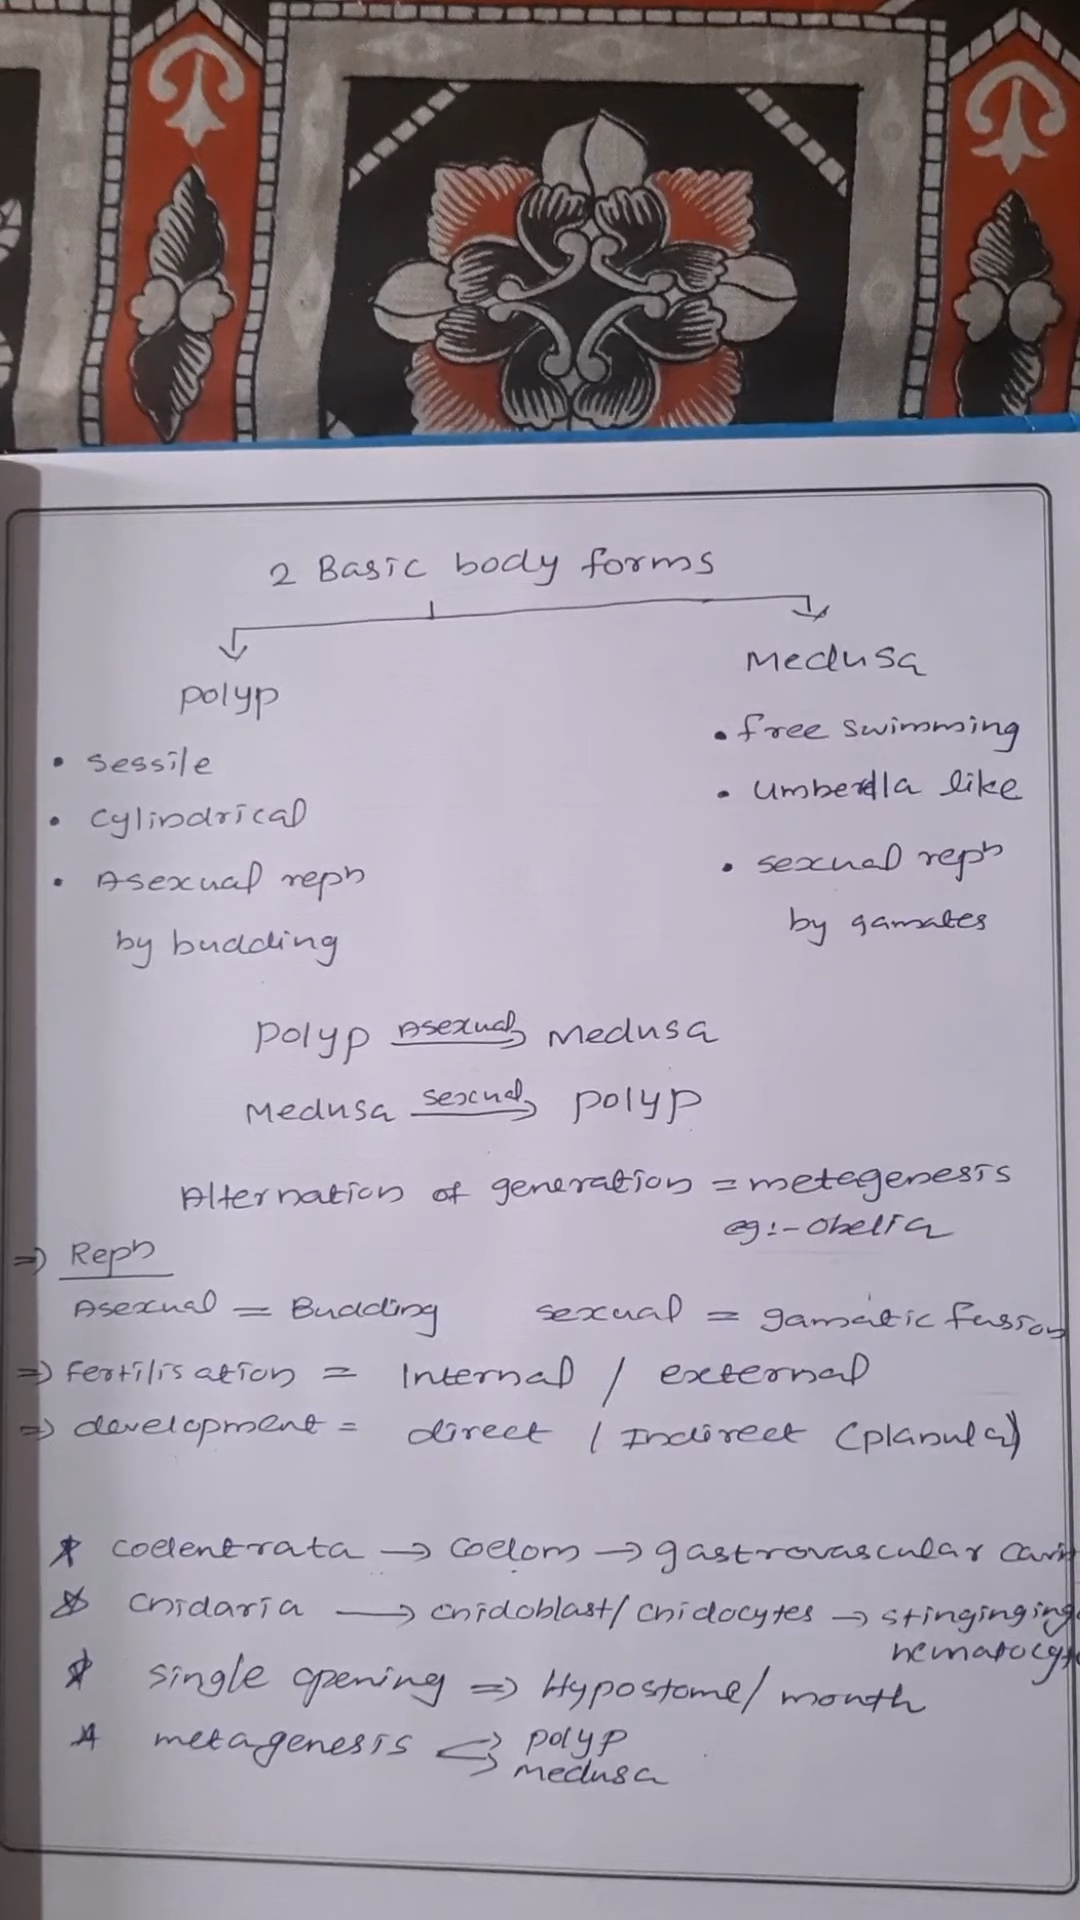 2 Basic body forms
Polyp
Medusa
• Sessile
• Cylindrical
• Asexual repn
by budding
• free swimming
• umberlla like
• sexual repn
by gamates
Polyp Asexual→ Medusa
Medusa sexual→ polyp
Alternation of generation = metegenesis
eg:- Obelia
⇒ Repn
Asexual = Budding sexual = gamatic fusion
⇒ Fertilisation = Internal / external
⇒ development = direct / Indirect (planula)
* coelentrata → coelom → gastrovascular
* Cnidaria → cnidoblast/cnidocytes → stinginging
* single opening ⇒ Hypostome/ mouth
* metagenesis polyp
medusa